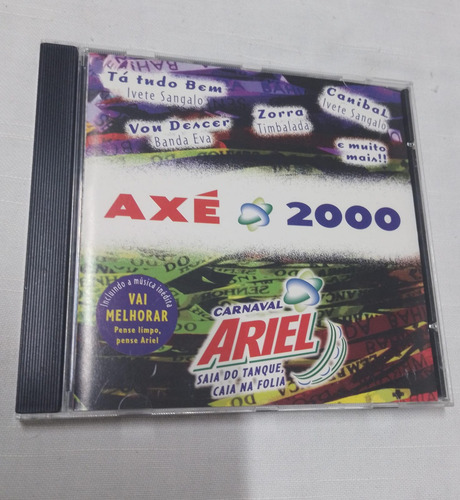 Tá tudo Bem
Ivete Sangalo
Canibal
Ivete Sangalo
Vou Descer
Banda Eva
Zorra
Timbalada
e muito
mais!!
AXÉ 2000
Incluindo a música inédita
VAI
MELHORAR
Pense limpo,
pense Ariel
CARNAVAL
ARIEL
SAIA DO TANQUE,
CAIA NA FOLIA